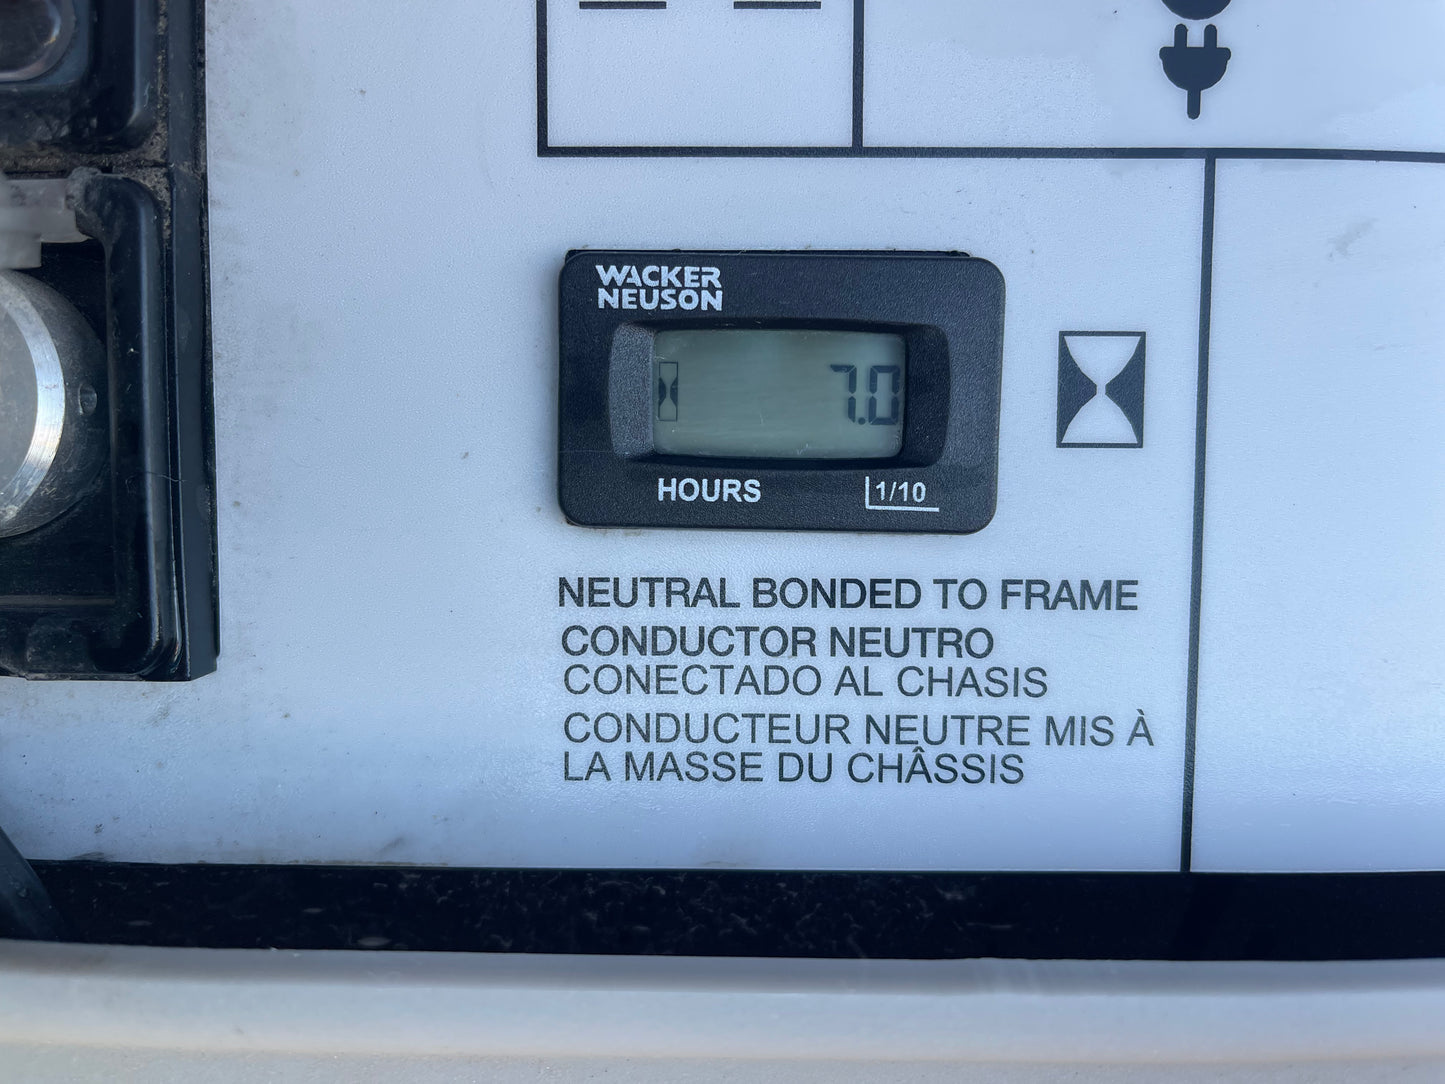 WACKER
NEUSON
7.0
HOURS
1/10
NEUTRAL BONDED TO FRAME
CONDUCTOR NEUTRO
CONECTADO AL CHASIS
CONDUCTEUR NEUTRE MIS À
LA MASSE DU CHÂSSIS